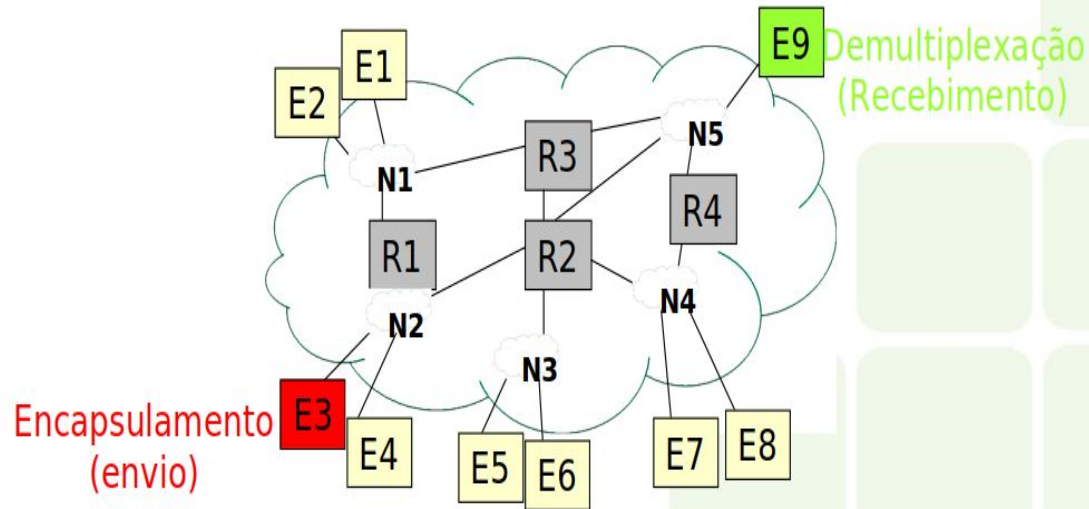 E9
Demultiplexação
(Recebimento)
E1
E2
N5
R3
N1
R4
R1
R2
N4
N2
N3
Encapsulamento
(envio)
E3
E4
E5
E6
E7
E8